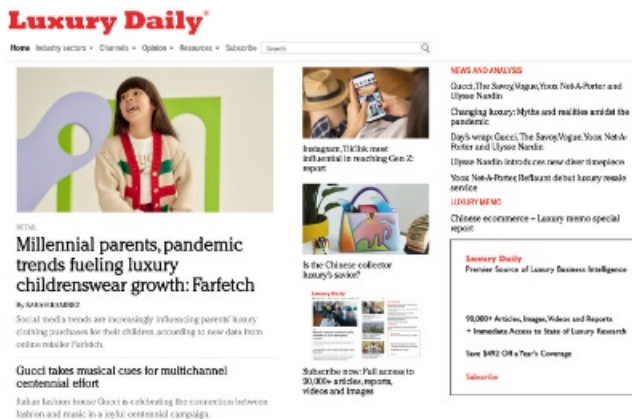 Luxury Daily
Home Industry sectors Channels Opinion Resources Subscribe Search
RETAIL
Millennial parents, pandemic
trends fueling luxury
childrenswear growth: Farfetch
By SARAH RAMIREZ
Social media trends are increasingly influencing parents' luxury
clothing purchases for their children, according to new data from
online retailer Farfetch.
Gucci takes musical cues for multichannel
centennial effort
Italian fashion house Gucci is celebrating the connection between
fashion and music in a joyful centennial campaign.
Instagram, TikTok most
influential in reaching Gen Z:
report
Is the Chinese collector
luxury's savior?
Luxury Daily
Subscribe now: Full access to
90,000+ articles, reports,
videos and images
NEWS AND ANALYSIS
Gucci, The Savoy, Vogue, Yoox Net-A-Porter and
Ulysse Nardin
Changing luxury: Myths and realities amidst the
pandemic
Day's wrap: Gucci, The Savoy, Vogue, Yoox Net-A-
Porter and Ulysse Nardin
Ulysse Nardin introduces new diver timepiece
Yoox Net-A-Porter, Reflaunt debut luxury resale
service
LUXURY MEMO
Chinese ecommerce – Luxury memo special
report
Luxury Daily
Premier Source of Luxury Business Intelligence
90,000+ Articles, Images, Videos and Reports
+ Immediate Access to State of Luxury Research
Save $492 Off a Year's Coverage
Subscribe